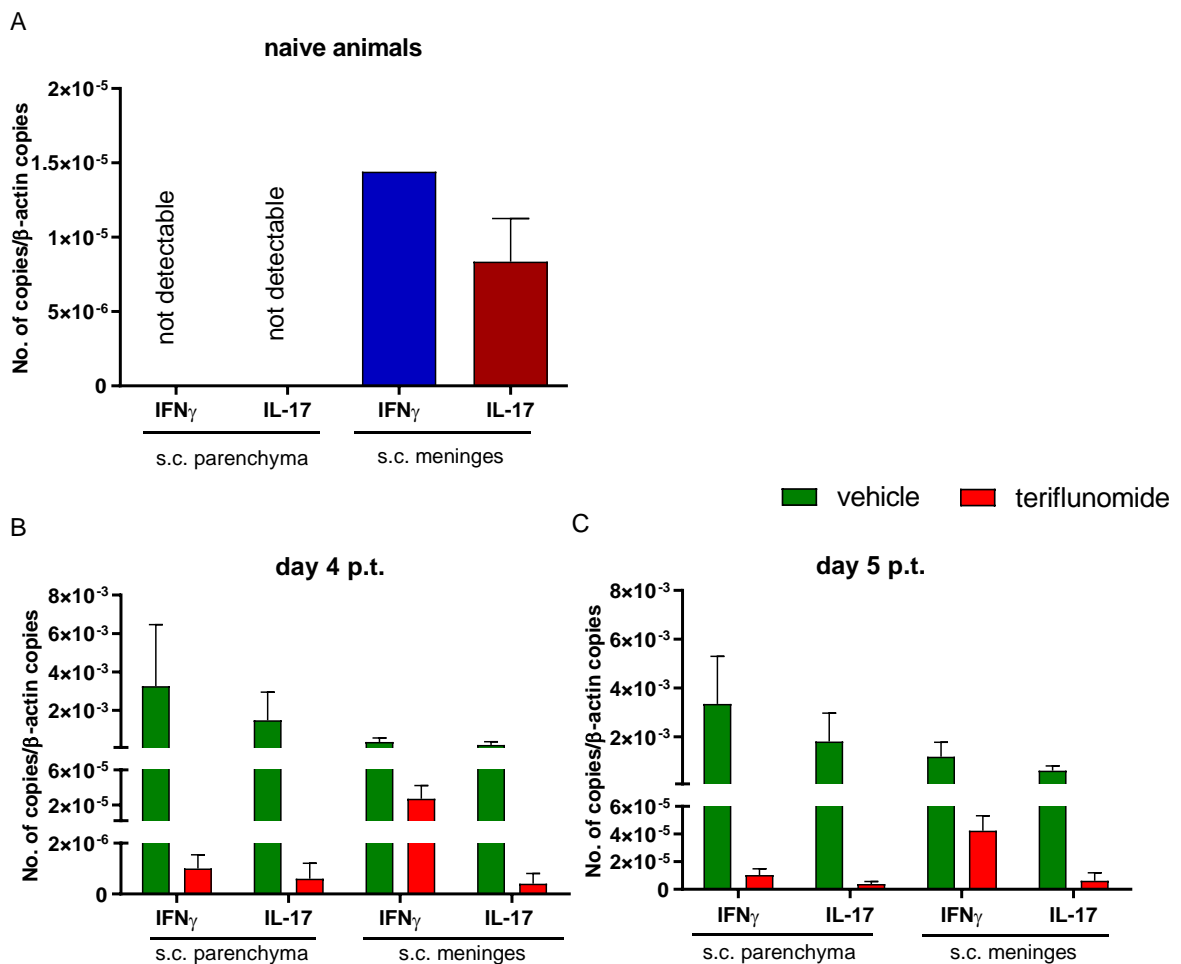 A
naive animals
No. of copies/β-actin copies
2×10⁻⁵
1.5×10⁻⁵
1×10⁻⁵
5×10⁻⁶
0
not detectable
not detectable
IFNγ IL-17 IFNγ IL-17
s.c. parenchyma s.c. meninges
vehicle teriflunomide
B
day 4 p.t.
No. of copies/β-actin copies
8×10⁻³
6×10⁻³
4×10⁻³
2×10⁻³
6×10⁻⁵
2×10⁻⁵
2×10⁻⁶
0
IFNγ IL-17 IFNγ IL-17
s.c. parenchyma s.c. meninges
C
day 5 p.t.
No. of copies/β-actin copies
8×10⁻³
6×10⁻³
4×10⁻³
2×10⁻³
6×10⁻⁵
4×10⁻⁵
2×10⁻⁵
0
IFNγ IL-17 IFNγ IL-17
s.c. parenchyma s.c. meninges